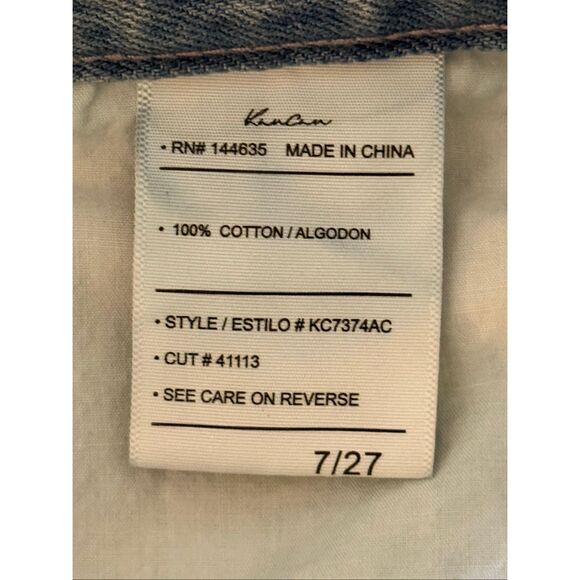 KanCan
• RN# 144635 MADE IN CHINA
• 100% COTTON / ALGODON
• STYLE / ESTILO # KC7374AC
• CUT # 41113
• SEE CARE ON REVERSE
7/27